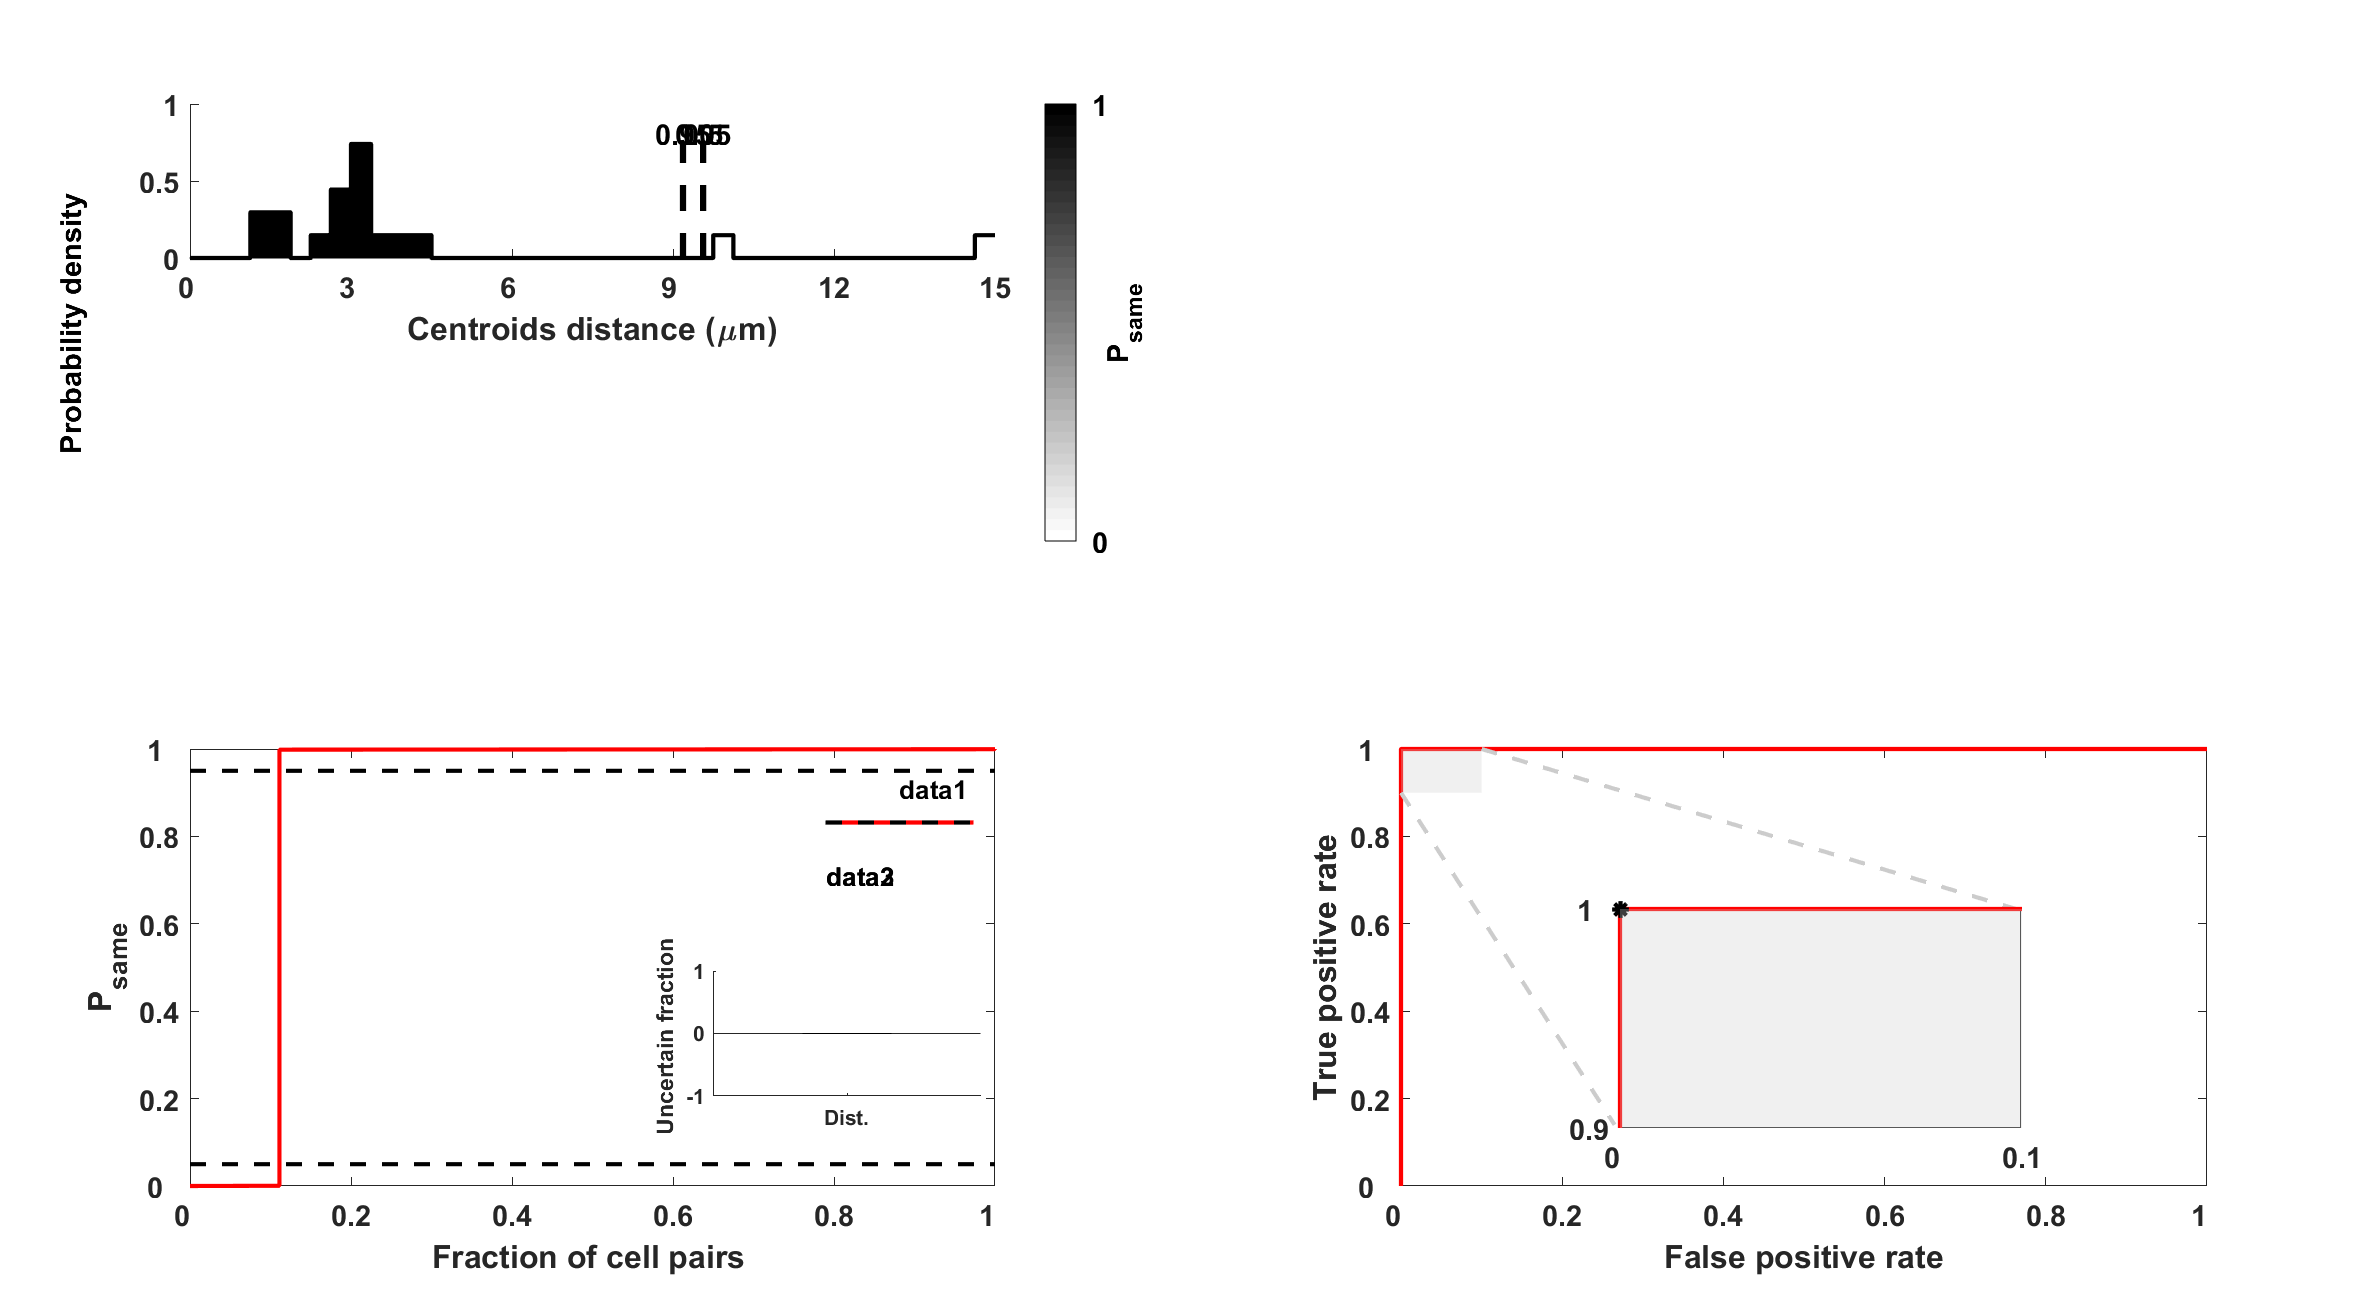 1
0.5
0
0 3 6 9 12 15
Centroids distance (μm)
Probability density
1
0
P same
1
0.8
0.6
0.4
0.2
0
0 0.2 0.4 0.6 0.8 1
Fraction of cell pairs
P same
data1
Uncertain fraction
1
0
-1
Dist.
1
0.8
0.6
0.4
0.2
0
0 0.2 0.4 0.6 0.8 1
False positive rate
True positive rate
1
0.9
0 0.1